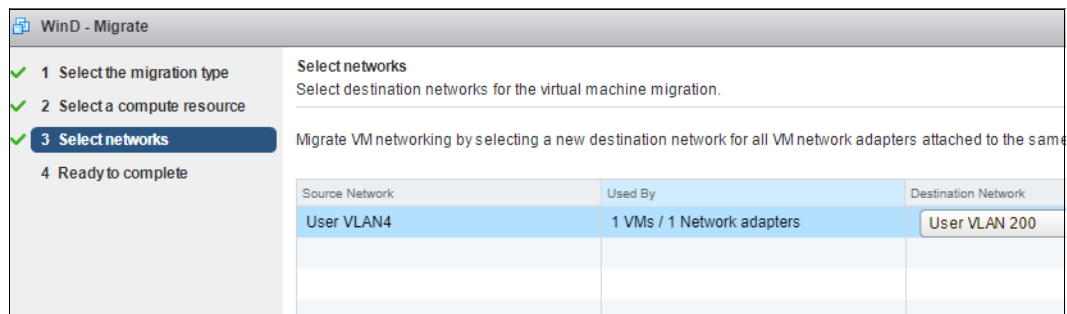 WinD - Migrate
1 Select the migration type
2 Select a compute resource
3 Select networks
4 Ready to complete
Select networks
Select destination networks for the virtual machine migration.
Migrate VM networking by selecting a new destination network for all VM network adapters attached to the same
Source Network Used By Destination Network
User VLAN4 1 VMs / 1 Network adapters User VLAN 200